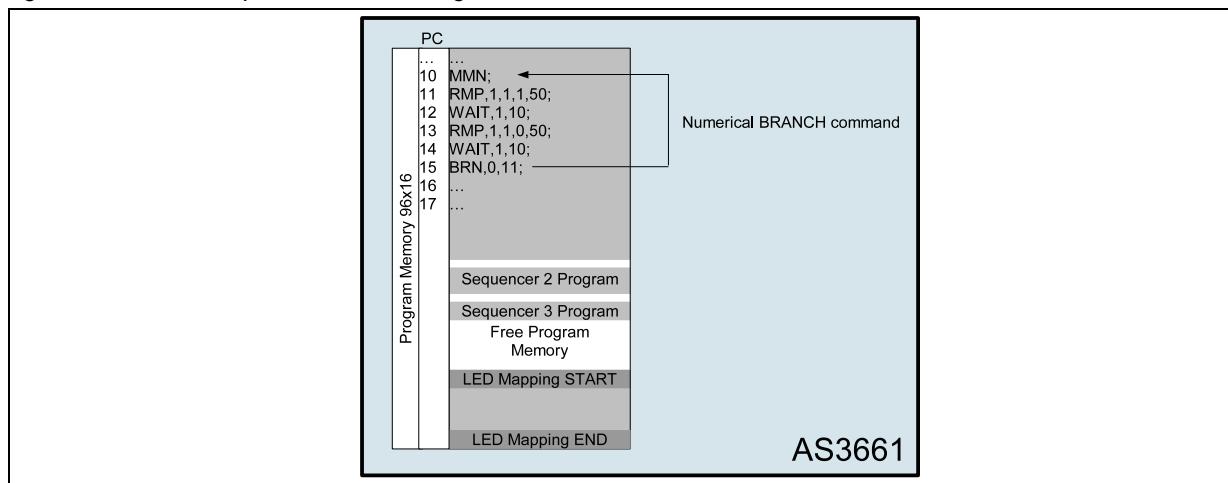 PC
... ...
10 MMN;
11 RMP,1,1,1,50;
12 WAIT,1,10;
13 RMP,1,1,0,50;
14 WAIT,1,10;
15 BRN,0,11;
16 ...
17 ...
Numerical BRANCH command
Program Memory 96x16
Sequencer 2 Program
Sequencer 3 Program
Free Program
Memory
LED Mapping START
LED Mapping END
AS3661